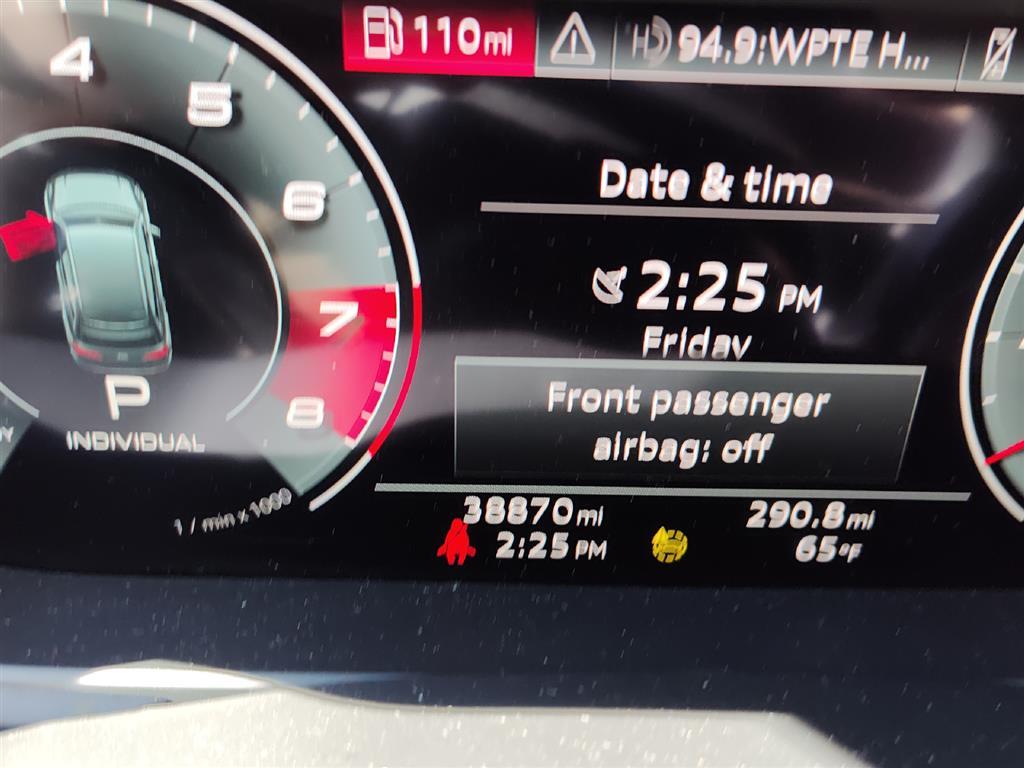 110mi
94.9:WPTE H...
4
5
6
7
8
Date & time
2:25 PM
Friday
Front passenger
airbag: off
P
INDIVIDUAL
1 / min x 1000
38870mi
290.8mi
2:25 PM
65°F